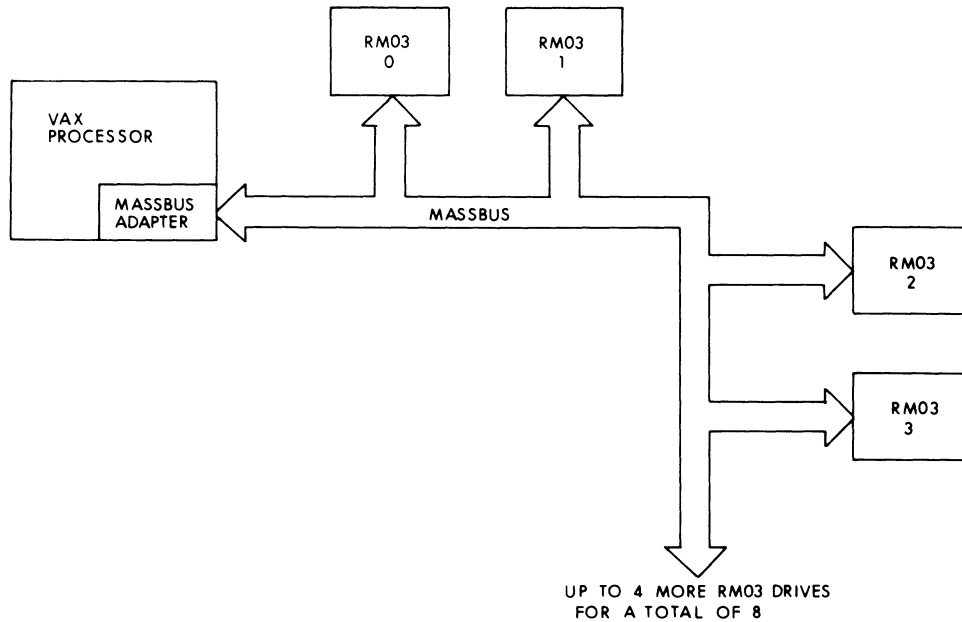 RM03
0
RM03
1
VAX
PROCESSOR
MASSBUS
ADAPTER
MASSBUS
RM03
2
RM03
3
UP TO 4 MORE RM03 DRIVES
FOR A TOTAL OF 8